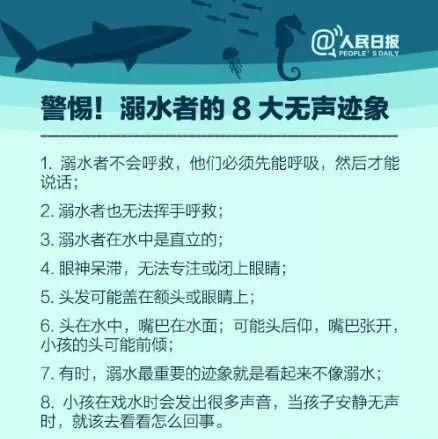 @人民日报
PEOPLE'S DAILY
警惕！溺水者的 8 大无声迹象
1. 溺水者不会呼救，他们必须先能呼吸，然后才能
说话；
2. 溺水者也无法挥手呼救；
3. 溺水者在水中是直立的；
4. 眼神呆滞，无法专注或闭上眼睛；
5. 头发可能盖在额头或眼睛上；
6. 头在水中，嘴巴在水面；可能头后仰，嘴巴张开，
小孩的头可能前倾；
7. 有时，溺水最重要的迹象就是看起来不像溺水；
8. 小孩在戏水时会发出很多声音，当孩子安静无声
时，就该去看看怎么回事。